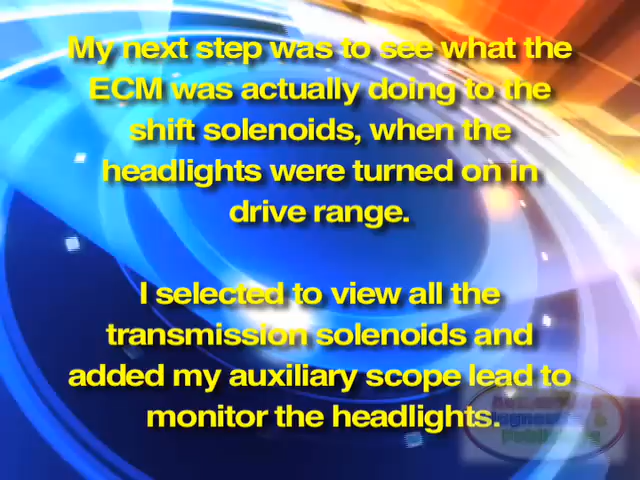 My next step was to see what the
ECM was actually doing to the
shift solenoids, when the
headlights were turned on in
drive range.
I selected to view all the
transmission solenoids and
added my auxiliary scope lead to
monitor the headlights.